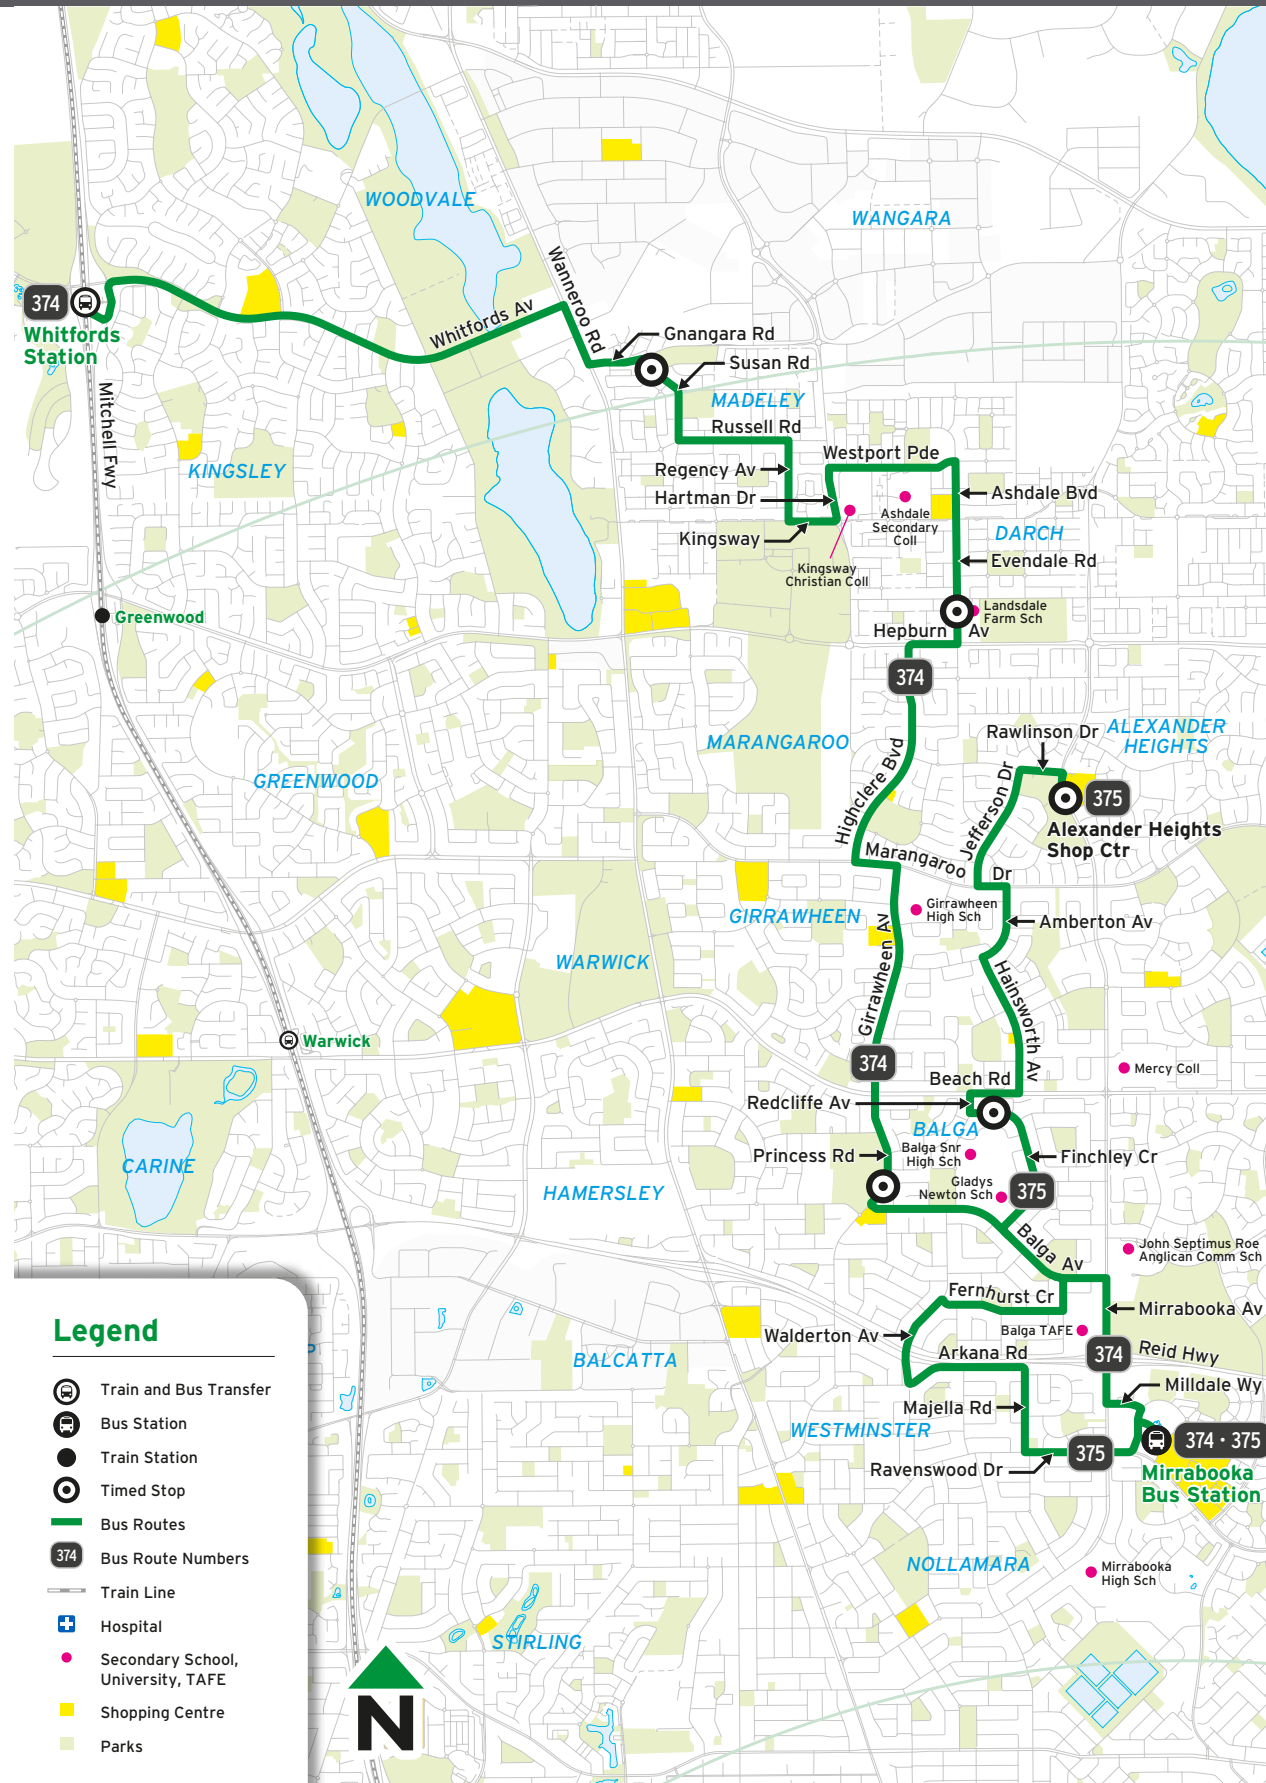 WOODVALE
WANGARA
Wanneroo Rd
374
Whitfords
Station
Whitfords Av
Gnangara Rd
Susan Rd
MADELEY
Russell Rd
Mitchell Fwy
KINGSLEY
Westport Pde
Regency Av
Hartman Dr
Ashdale Bvd
Ashdale
Secondary
Coll
Kingsway
DARCH
Evendale Rd
Kingsway
Christian Coll
Greenwood
Landsdale
Farm Sch
Hepburn Av
374
MARANGAROO
Rawlinson Dr
ALEXANDER
HEIGHTS
GREENWOOD
Highclere Bvd
Jefferson Dr
375
Alexander Heights
Shop Ctr
Marangaroo Dr
GIRRAWHEEN
Girrawheen
High Sch
Amberton Av
WARWICK
Girrawheen Av
Hainsworth Av
Warwick
374
Beach Rd
Mercy Coll
Redcliffe Av
BALGA
Princess Rd
Balga Snr
High Sch
Finchley Cr
CARINE
HAMERSLEY
Gladys
Newton Sch
375
Balga Av
John Septimus Roe
Anglican Comm Sch
Fernhurst Cr
Mirrabooka Av
Walderton Av
Balga TAFE
Arkana Rd
374
Reid Hwy
BALCATTA
Milldale Wy
Majella Rd
WESTMINSTER
374 · 375
375
Ravenswood Dr
Mirrabooka
Bus Station
NOLLAMARA
Mirrabooka
High Sch
STIRLING
N
Legend
Train and Bus Transfer
Bus Station
Train Station
Timed Stop
Bus Routes
374
Bus Route Numbers
Train Line
Hospital
Secondary School,
University, TAFE
Shopping Centre
Parks